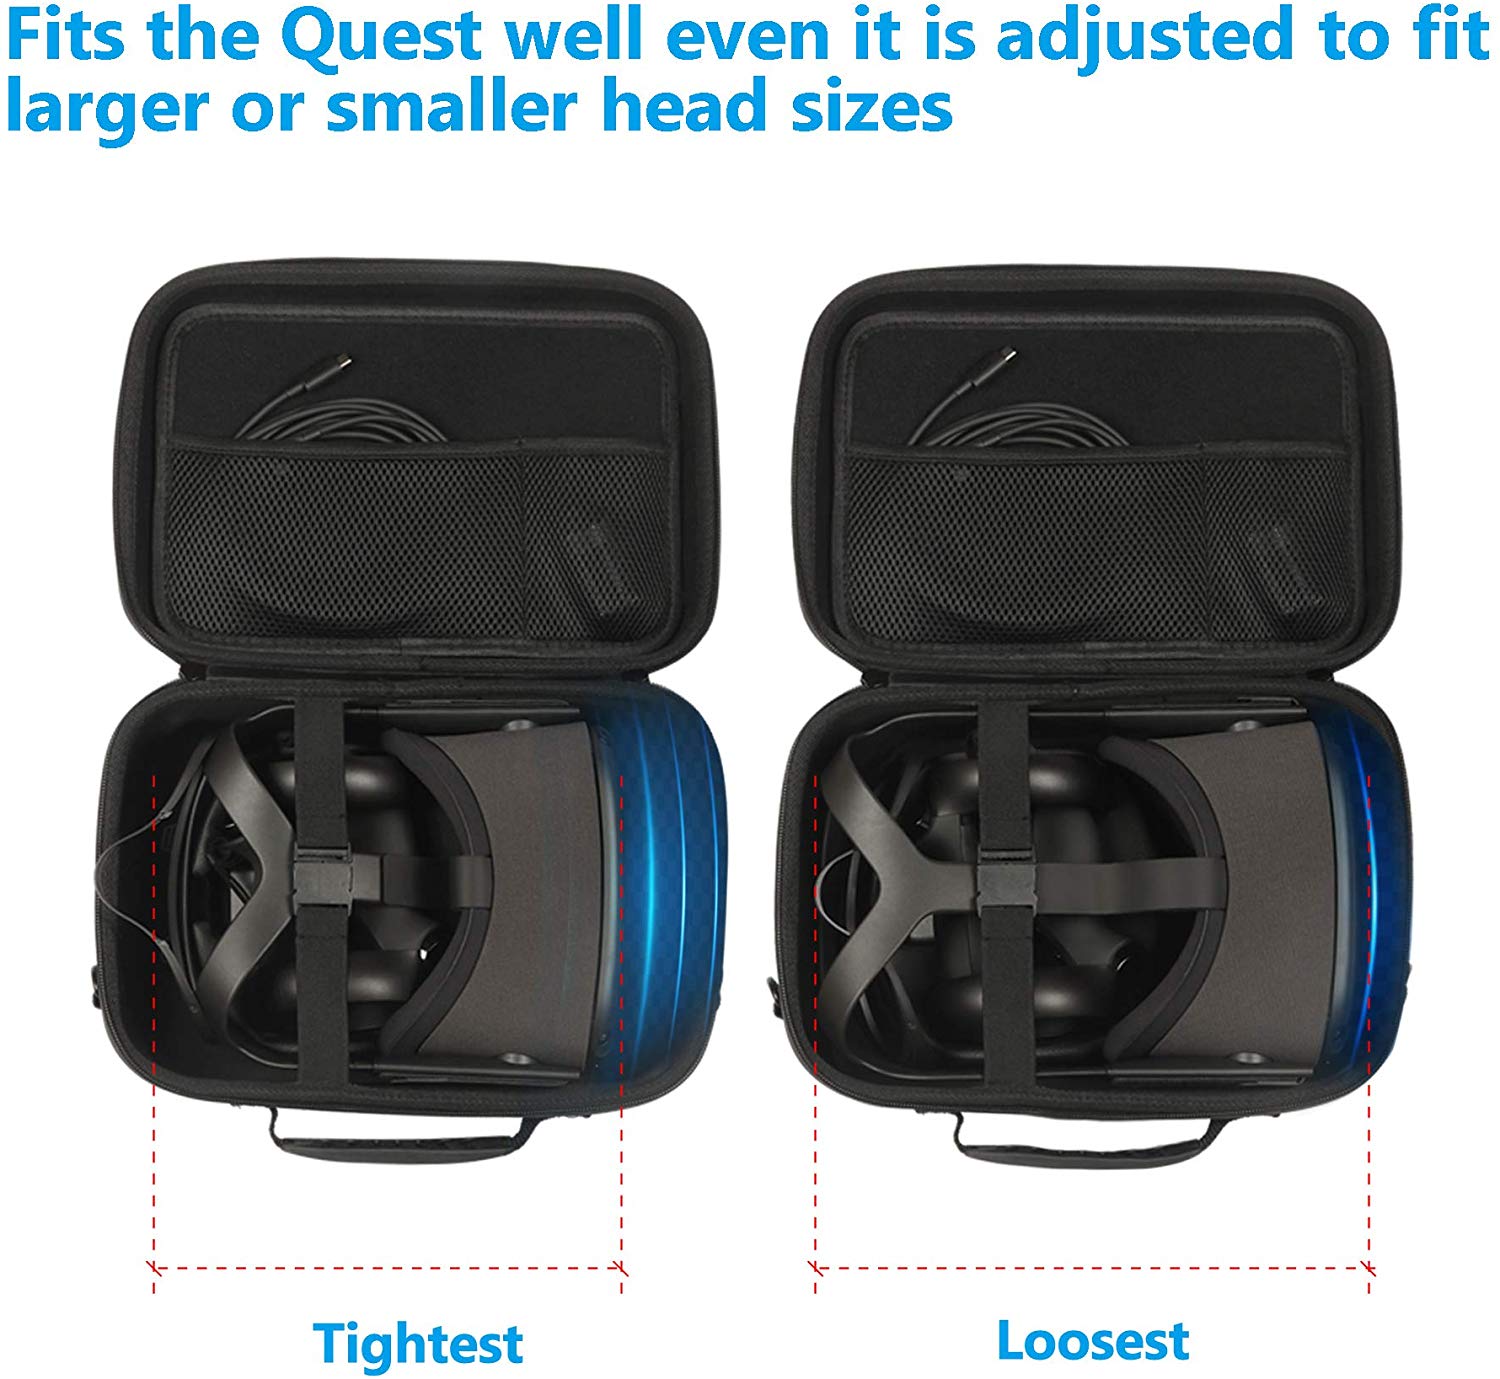 Fits the Quest well even it is adjusted to fit
larger or smaller head sizes
Tightest
Loosest